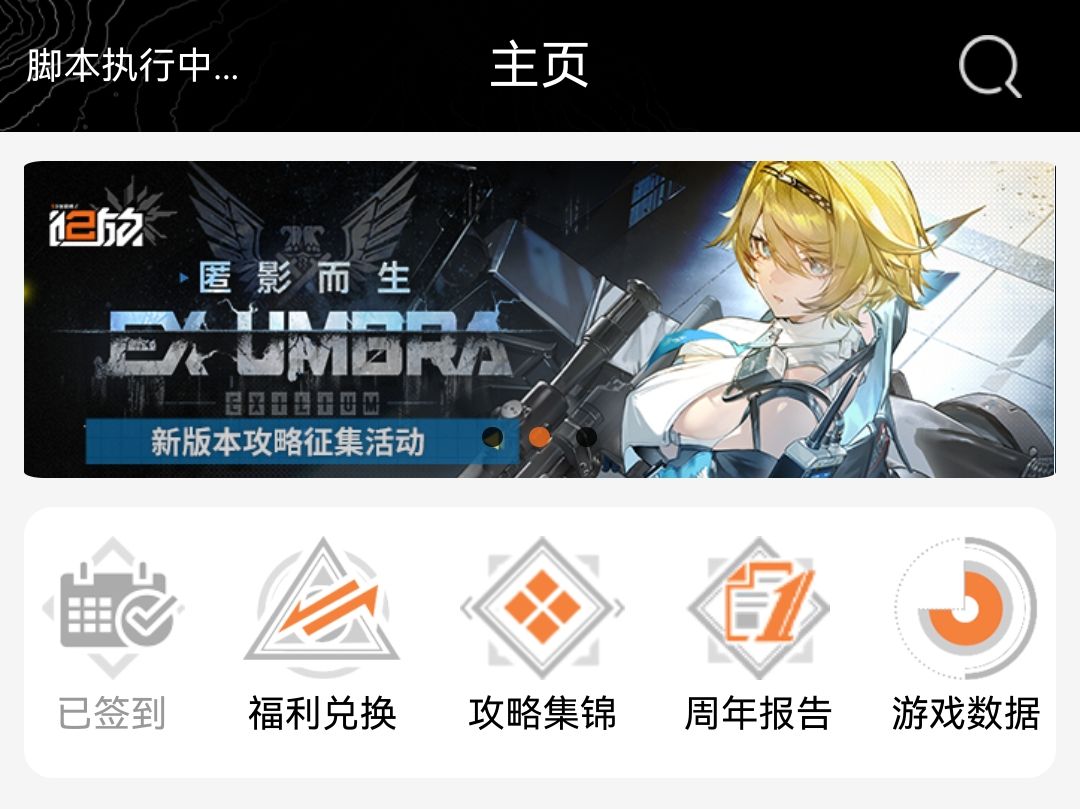 脚本执行中...
主页
匿影而生
EX UMBRA
EXILIUM
新版本攻略征集活动
已签到
福利兑换
攻略集锦
周年报告
游戏数据